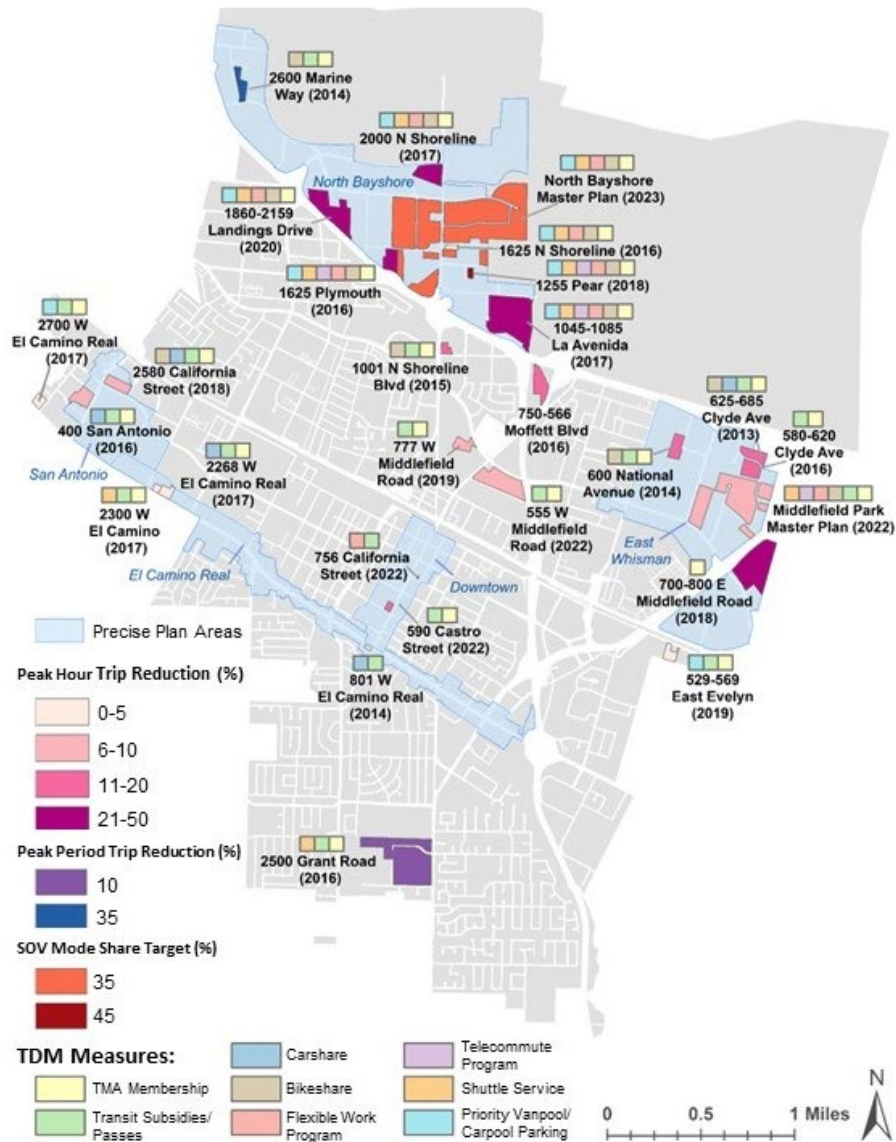 2600 Marine
Way (2014)
2000 N Shoreline
(2017)
North Bayshore
North Bayshore
Master Plan (2023)
1860-2159
Landings Drive
(2020)
1625 N Shoreline (2016)
1255 Pear (2018)
1625 Plymouth
(2016)
1045-1085
La Avenida
(2017)
2700 W
El Camino Real
(2017)
2580 California
Street (2018)
1001 N Shoreline
Blvd (2015)
750-566
Moffett Blvd
(2016)
625-685
Clyde Ave
(2013)
580-620
Clyde Ave
(2016)
400 San Antonio
(2016)
San Antonio
2268 W
El Camino Real
(2017)
777 W
Middlefield
Road (2019)
600 National
Avenue (2014)
2300 W
El Camino
(2017)
555 W
Middlefield
Road (2022)
Middlefield Park
Master Plan (2022)
East
Whisman
El Camino Real
756 California
Street (2022)
Downtown
700-800 E
Middlefield Road
(2018)
590 Castro
Street (2022)
801 W
El Camino Real
(2014)
529-569
East Evelyn
(2019)
2500 Grant Road
(2016)
Precise Plan Areas
Peak Hour Trip Reduction (%)
0-5
6-10
11-20
21-50
Peak Period Trip Reduction (%)
10
35
SOV Mode Share Target (%)
35
45
TDM Measures:
TMA Membership
Transit Subsidies/
Passes
Carshare
Bikeshare
Flexible Work
Program
Telecommute
Program
Shuttle Service
Priority Vanpool/
Carpool Parking
N
0 0.5 1 Miles